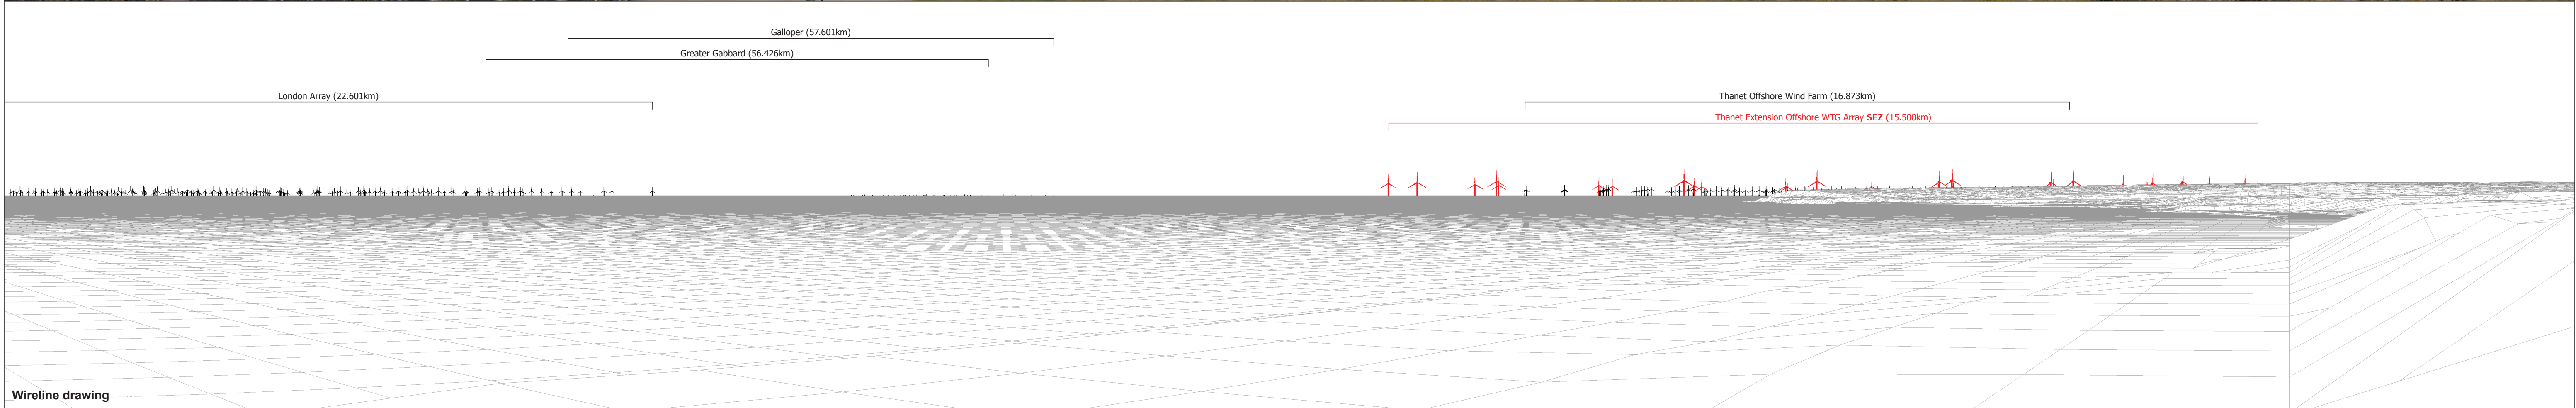 Galloper (57.601km)
Greater Gabbard (56.426km)
London Array (22.601km)
Thanet Offshore Wind Farm (16.873km)
Thanet Extension Offshore WTG Array SEZ (15.500km)
Wireline drawing